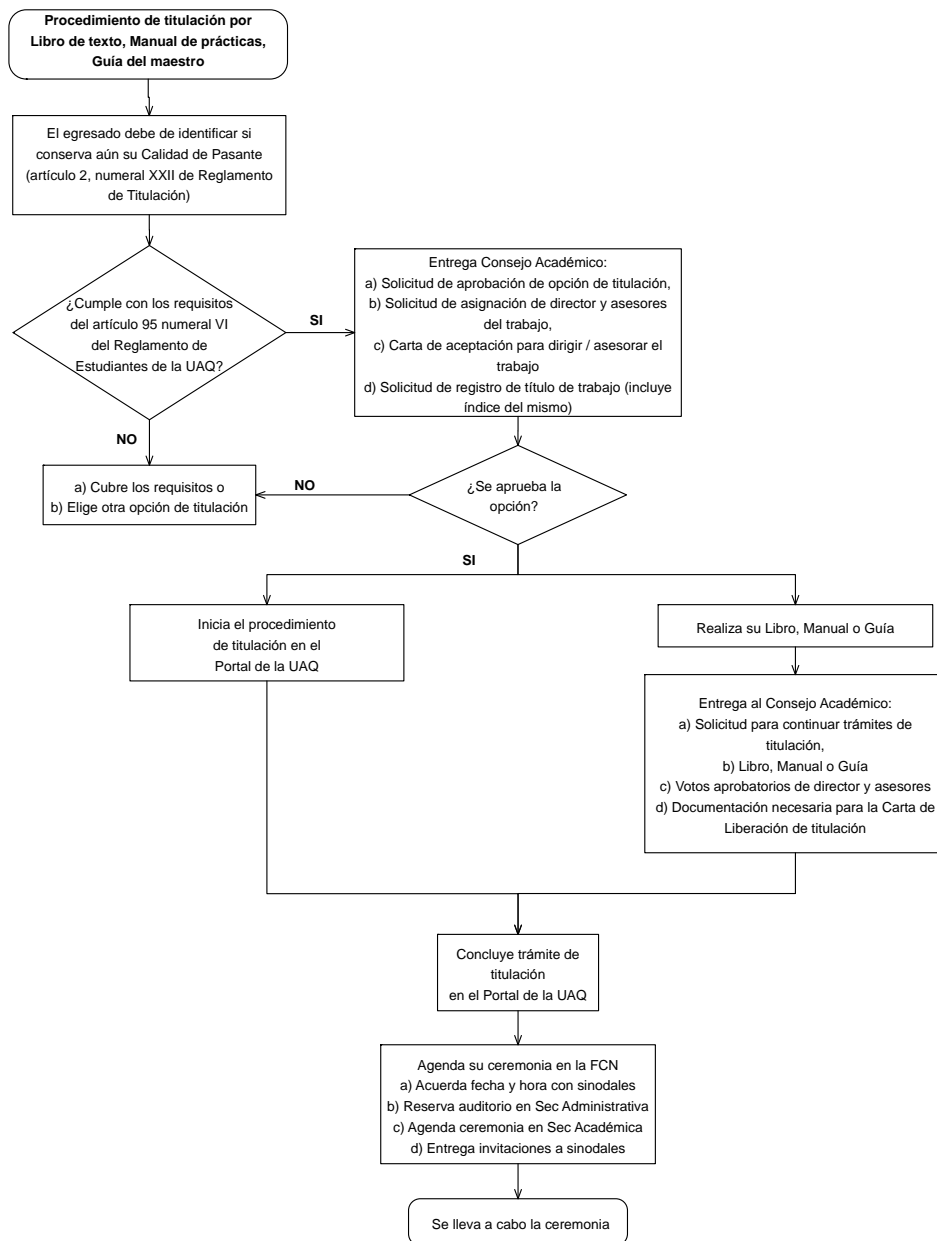 Procedimiento de titulación por
Libro de texto, Manual de prácticas,
Guía del maestro
El egresado debe de identificar si
conserva aún su Calidad de Pasante
(artículo 2, numeral XXII de Reglamento
de Titulación)
¿Cumple con los requisitos
del artículo 95 numeral VI
del Reglamento de
Estudiantes de la UAQ?
SI
Entrega Consejo Académico:
a) Solicitud de aprobación de opción de titulación,
b) Solicitud de asignación de director y asesores
del trabajo,
c) Carta de aceptación para dirigir / asesorar el
trabajo
d) Solicitud de registro de título de trabajo (incluye
índice del mismo)
NO
a) Cubre los requisitos o
b) Elige otra opción de titulación
NO
¿Se aprueba la
opción?
SI
Inicia el procedimiento
de titulación en el
Portal de la UAQ
Realiza su Libro, Manual o Guía
Entrega al Consejo Académico:
a) Solicitud para continuar trámites de
titulación,
b) Libro, Manual o Guía
c) Votos aprobatorios de director y asesores
d) Documentación necesaria para la Carta de
Liberación de titulación
Concluye trámite de
titulación
en el Portal de la UAQ
Agenda su ceremonia en la FCN
a) Acuerda fecha y hora con sinodales
b) Reserva auditorio en Sec Administrativa
c) Agenda ceremonia en Sec Académica
d) Entrega invitaciones a sinodales
Se lleva a cabo la ceremonia